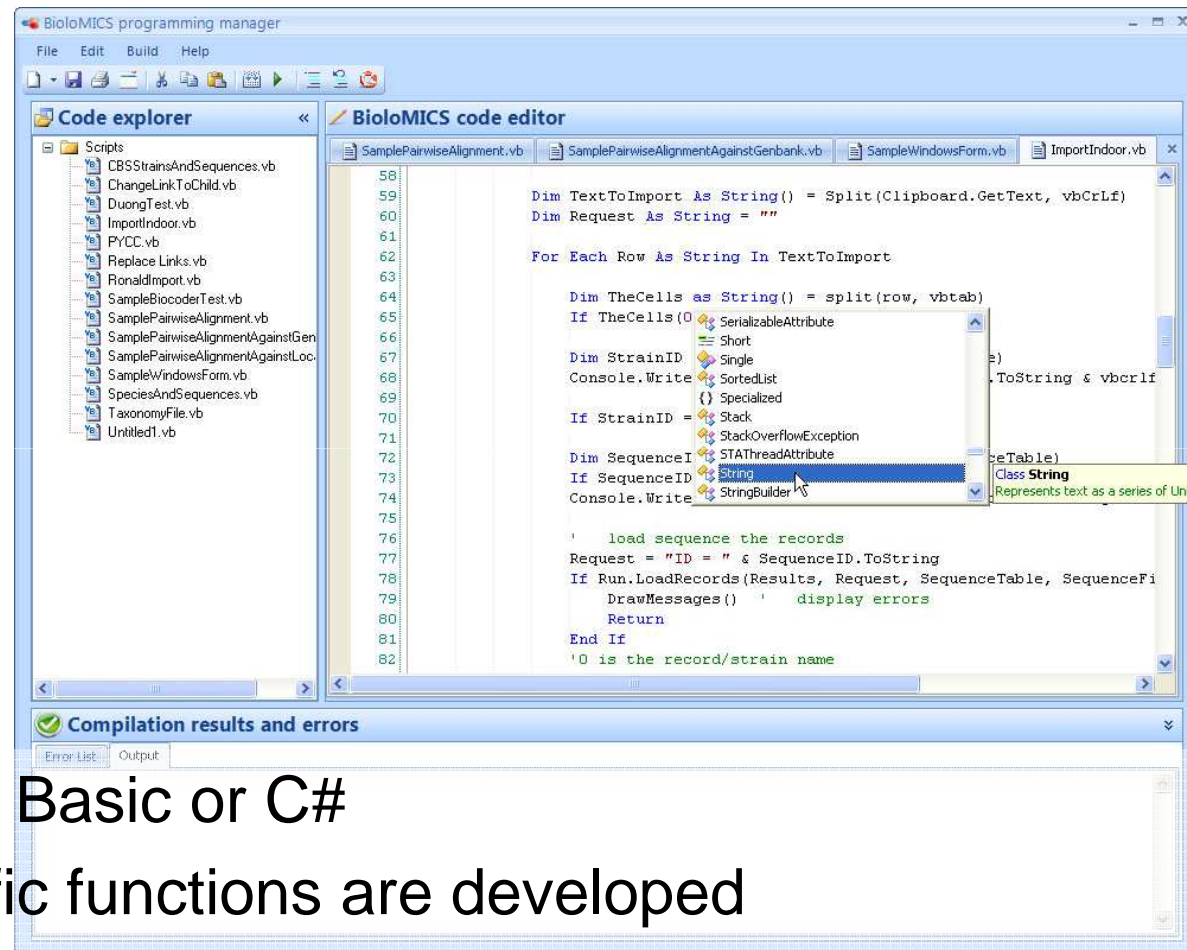 BioloMICS programming manager
File Edit Build Help
Code explorer «
Scripts
CBSStrainsAndSequences.vb
ChangeLinkToChild.vb
DuongTest.vb
ImportIndoor.vb
PYCC.vb
Replace Links.vb
RonaldImport.vb
SampleBiocoderTest.vb
SamplePairwiseAlignment.vb
SamplePairwiseAlignmentAgainstGen
SamplePairwiseAlignmentAgainstLoc
SampleWindowsForm.vb
SpeciesAndSequences.vb
TaxonomyFile.vb
Untitled1.vb
BioloMICS code editor
SamplePairwiseAlignment.vb SamplePairwiseAlignmentAgainstGenbank.vb SampleWindowsForm.vb ImportIndoor.vb
58
59 Dim TextToImport As String() = Split(Clipboard.GetText, vbCrLf)
60 Dim Request As String = ""
61
62 For Each Row As String In TextToImport
63
64 Dim TheCells as String() = split(row, vbtab)
65 If TheCells(0
66
67 Dim StrainID e)
68 Console.Write .ToString & vbcrlf
69
70 If StrainID =
71
72 Dim SequenceI ceTable)
73 If SequenceID
74 Console.Write
75
76 ' load sequence the records
77 Request = "ID = " & SequenceID.ToString
78 If Run.LoadRecords(Results, Request, SequenceTable, SequenceFi
79 DrawMessages() ' display errors
80 Return
81 End If
82 '0 is the record/strain name
SerializableAttribute
Short
Single
SortedList
{} Specialized
Stack
StackOverflowException
STAThreadAttribute
String
StringBuilder
Class String
Represents text as a series of Un
Compilation results and errors
Error List Output
Basic or C#
fic functions are developed